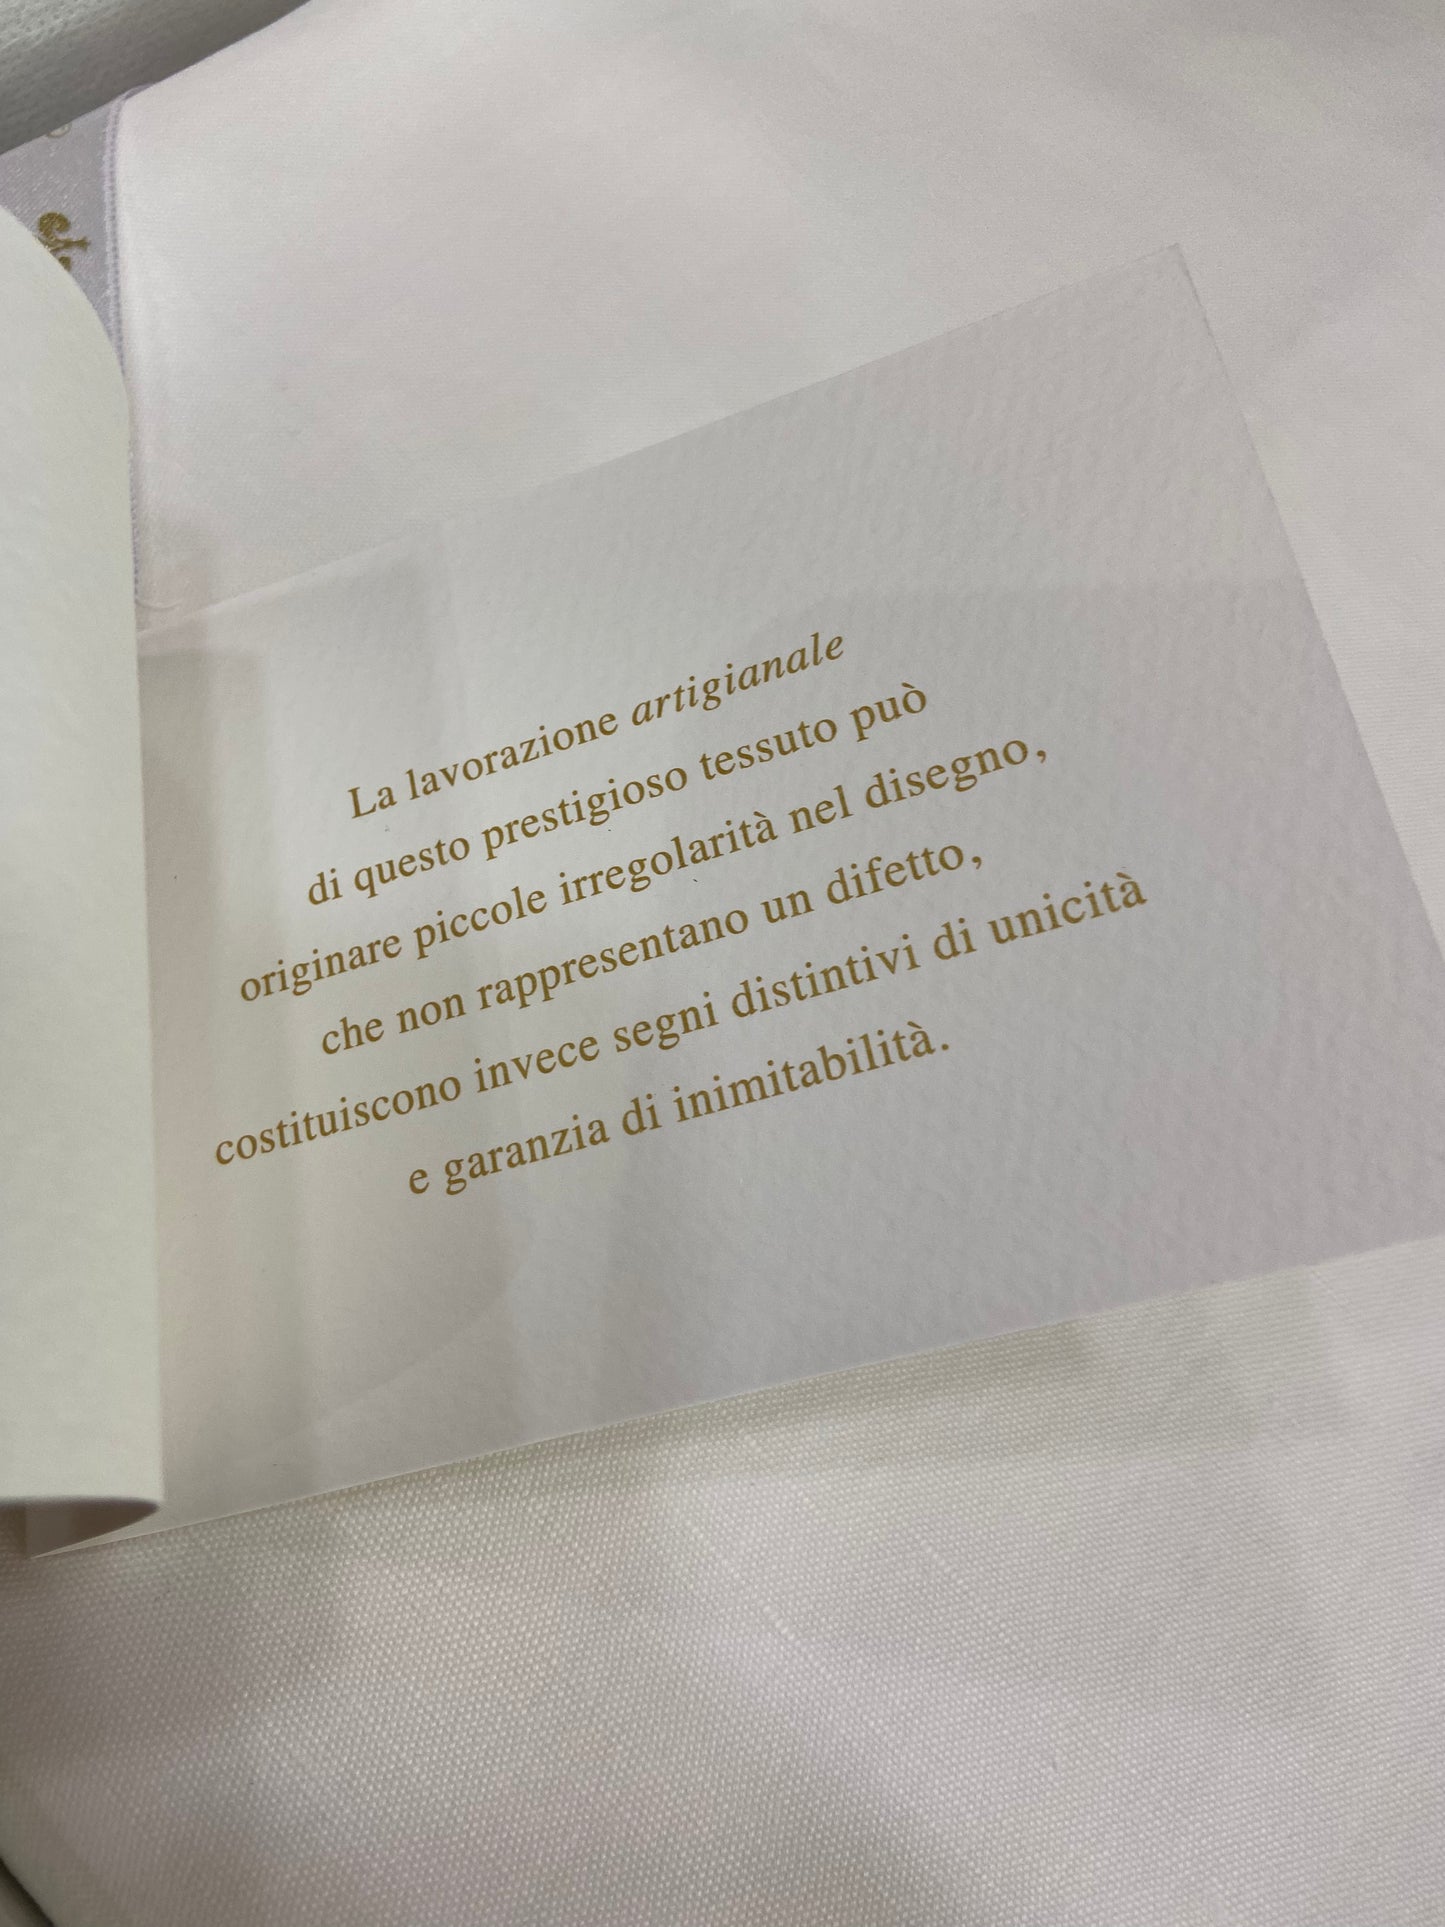 La lavorazione artigianale
di questo prestigioso tessuto può
originare piccole irregolarità nel disegno,
che non rappresentano un difetto,
costituiscono invece segni distintivi di unicità
e garanzia di inimitabilità.